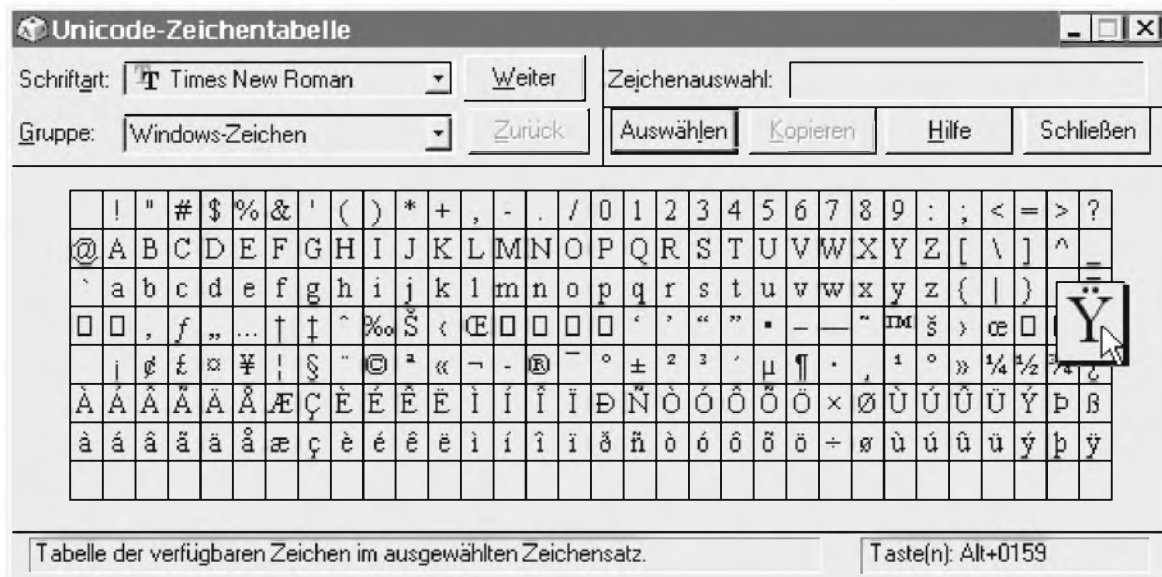 Unicode-Zeichentabelle
Schriftart: Times New Roman Weiter Zeichenauswahl:
Gruppe: Windows-Zeichen Zurück Auswählen Kopieren Hilfe Schließen
! " # $ % & ' ( ) * + , - . / 0 1 2 3 4 5 6 7 8 9 : ; < = > ?
@ A B C D E F G H I J K L M N O P Q R S T U V W X Y Z [ \ ] ^ _
` a b c d e f g h i j k l m n o p q r s t u v w x y z { | }
‚ ƒ „ … † ‡ ˆ ‰ Š ‹ Œ ‘ ’ “ ” • – — ˜ ™ š › œ Ÿ
¡ ¢ £ ¤ ¥ ¦ § ¨ © ª « ¬ - ® ¯ ° ± ² ³ ´ µ ¶ · ¸ ¹ º » ¼ ½ ¾ ¿
À Á Â Ã Ä Å Æ Ç È É Ê Ë Ì Í Î Ï Ð Ñ Ò Ó Ô Õ Ö × Ø Ù Ú Û Ü Ý Þ ß
à á â ã ä å æ ç è é ê ë ì í î ï ð ñ ò ó ô õ ö ÷ ø ù ú û ü ý þ ÿ
Tabelle der verfügbaren Zeichen im ausgewählten Zeichensatz. Taste(n): Alt+0159